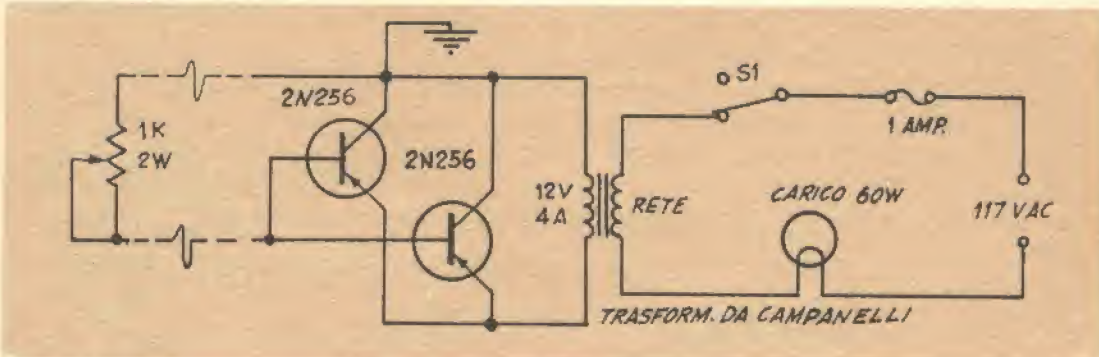 S1
2N256
1K
2W
2N256
1 AMP.
12V
4A
RETE
CARICO 60W
117 VAC
TRASFORM. DA CAMPANELLI